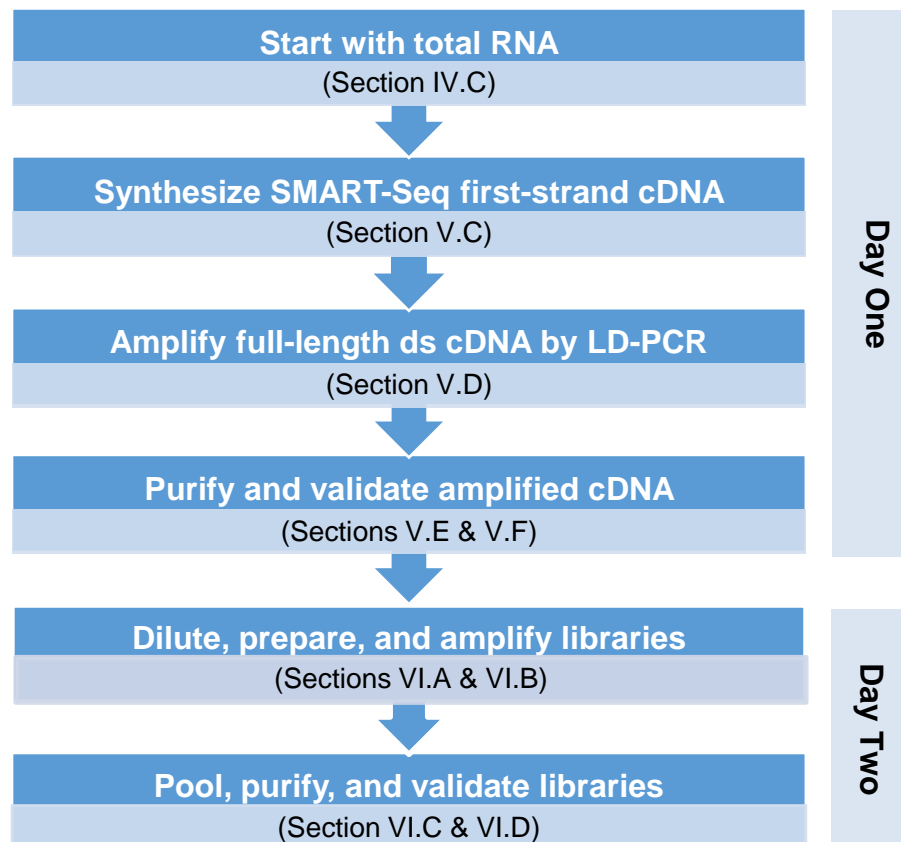 Start with total RNA
(Section IV.C)
Synthesize SMART-Seq first-strand cDNA
(Section V.C)
Amplify full-length ds cDNA by LD-PCR
(Section V.D)
Purify and validate amplified cDNA
(Sections V.E & V.F)
Day One
Dilute, prepare, and amplify libraries
(Sections VI.A & VI.B)
Pool, purify, and validate libraries
(Section VI.C & VI.D)
Day Two